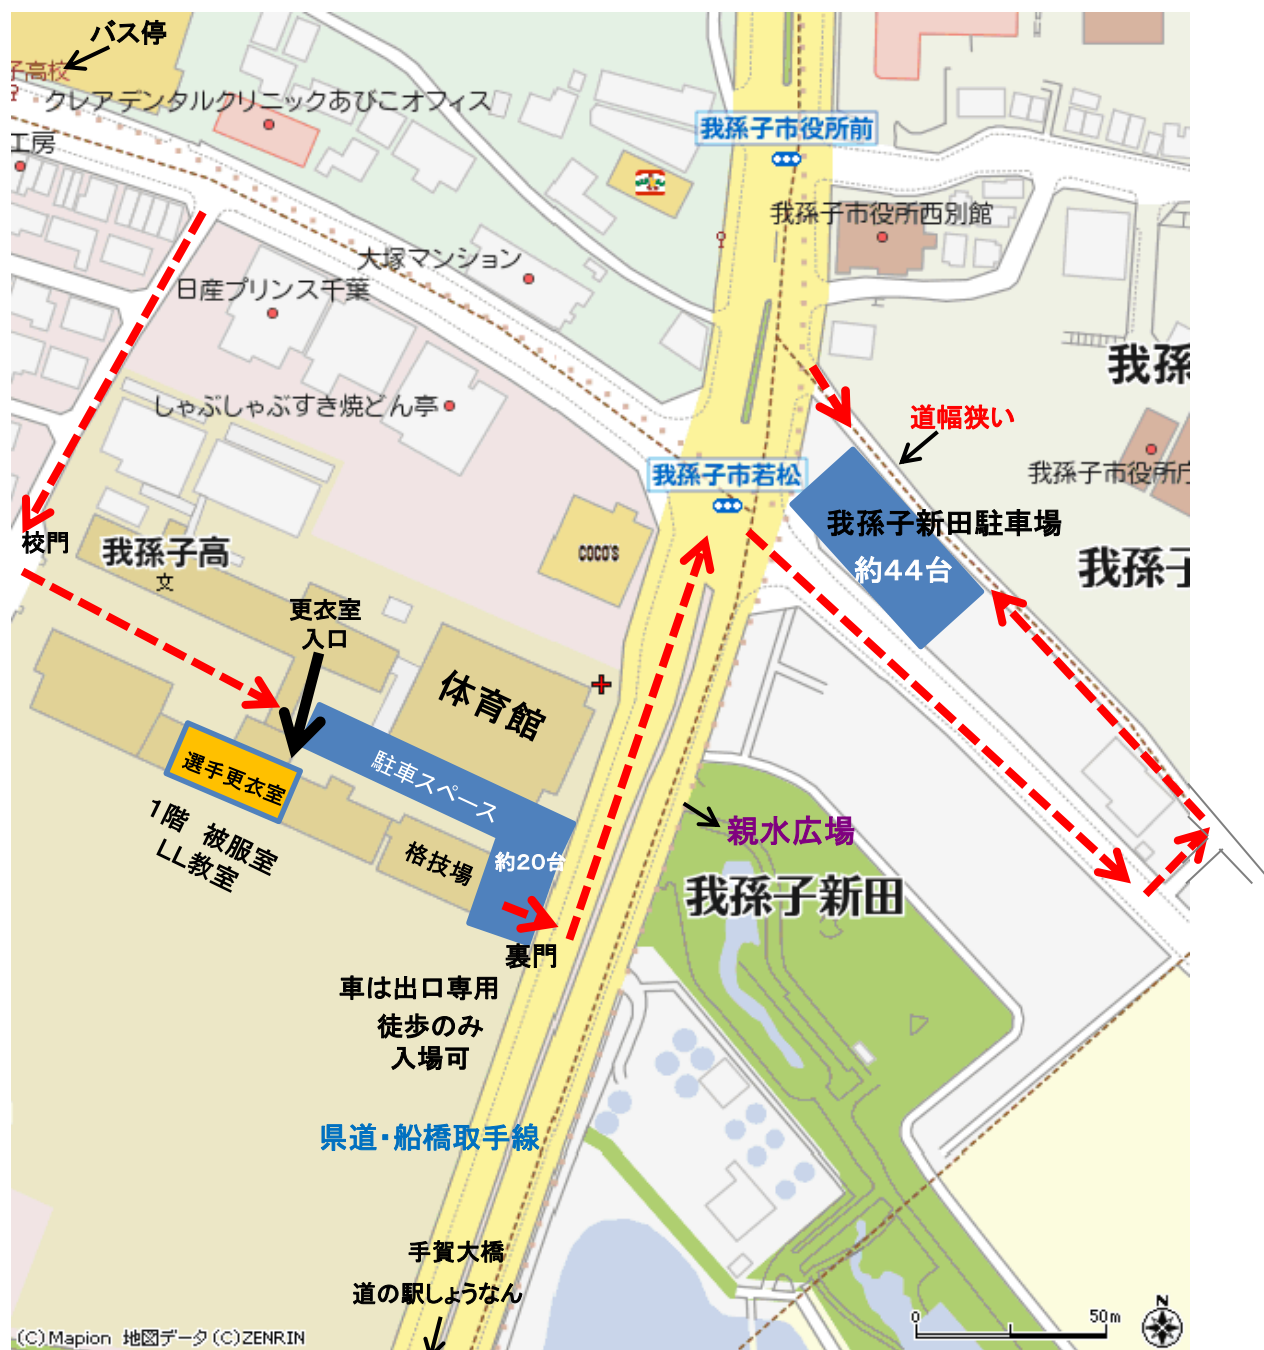 バス停
子高校
クレアデンタルクリニックあびこオフィス
工房
我孫子市役所前
我孫子市役所西別館
大塚マンション
日産プリンス千葉
我孫
しゃぶしゃぶすき焼どん亭
道幅狭い
我孫子市若松
我孫子市役所庁
我孫子新田駐車場
約44台
校門
我孫子高
文
COCO'S
我孫子
更衣室
入口
体育館
駐車スペース
選手更衣室
1階 被服室
LL教室
格技場
約20台
親水広場
我孫子新田
裏門
車は出口専用
徒歩のみ
入場可
県道・船橋取手線
手賀大橋
道の駅しょうなん
0 50m
N
(C)Mapion 地図データ(C)ZENRIN